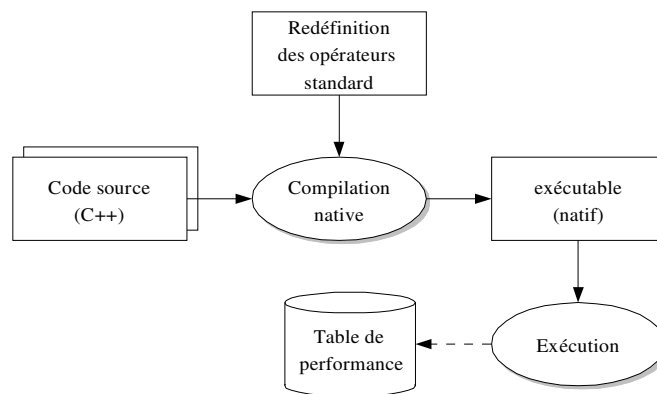 Redéfinition
des opérateurs
standard
Code source
(C++)
Compilation
native
exécutable
(natif)
Table de
performance
Exécution